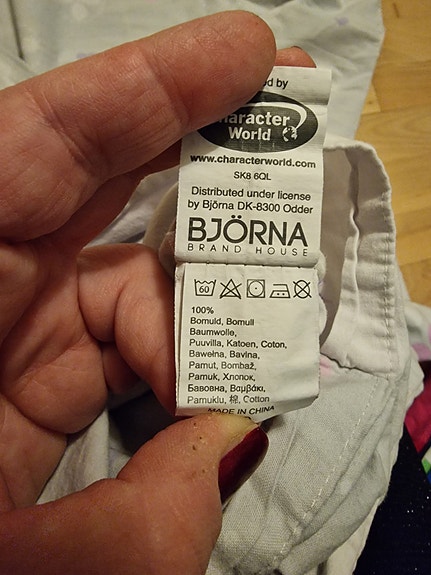 d by
haracter
World
www.characterworld.com
SK8 6QL
Distributed under license
by Björna DK-8300 Odder
BJÖRNA
BRAND HOUSE
60
100%
Bomuld, Bomull
Baumwolle,
Puuvilla, Katoen, Coton,
Bawełna, Bavlna,
Pamut, Bombaž,
Pamuk, Хлопок,
Бавовна, Βαμβάκι,
Pamuklu, 棉, Cotton
MADE IN CHINA